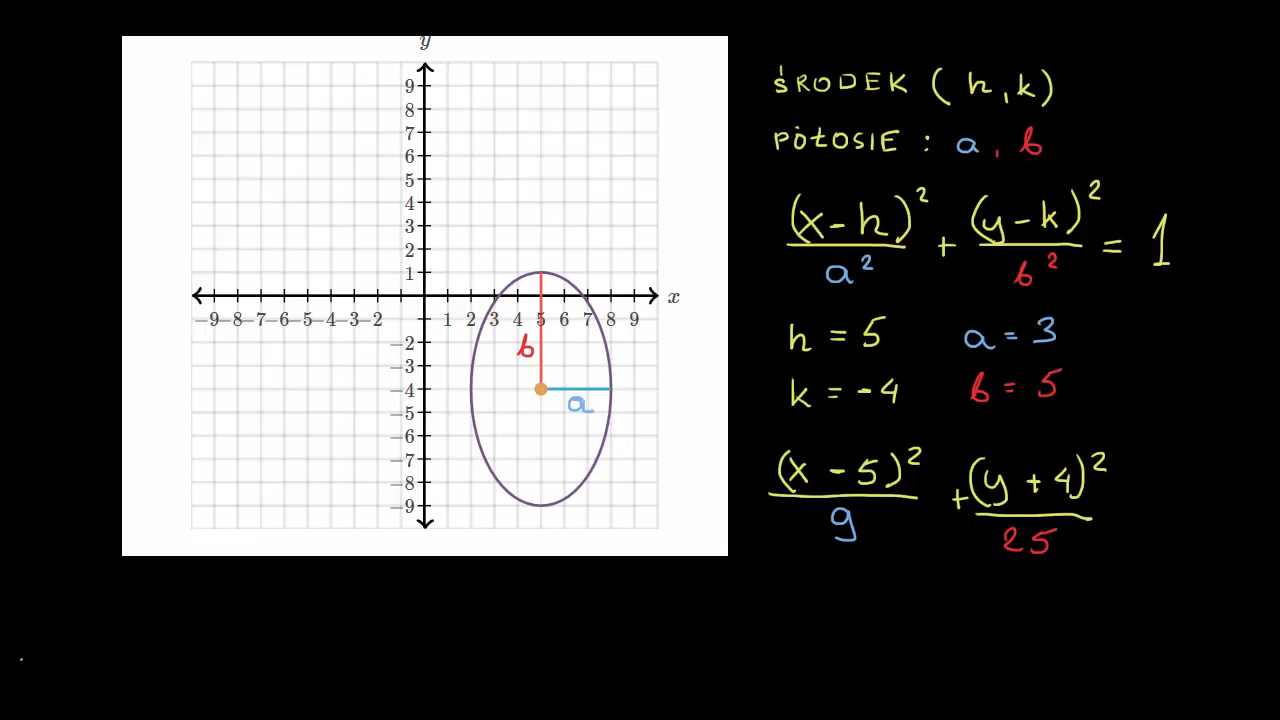 y
9
8
7
6
5
4
3
2
1
x
−9 −8 −7 −6 −5 −4 −3 −2 1 2 3 4 5 6 7 8 9
−2
−3
−4
−5
−6
−7
−8
−9
b
a
ŚRODEK (h, k)
PÓŁOSIE : a, b
(x − h)² / a² + (y − k)² / b² = 1
h = 5 a = 3
k = −4 b = 5
(x − 5)² / 9 + (y + 4)² / 25